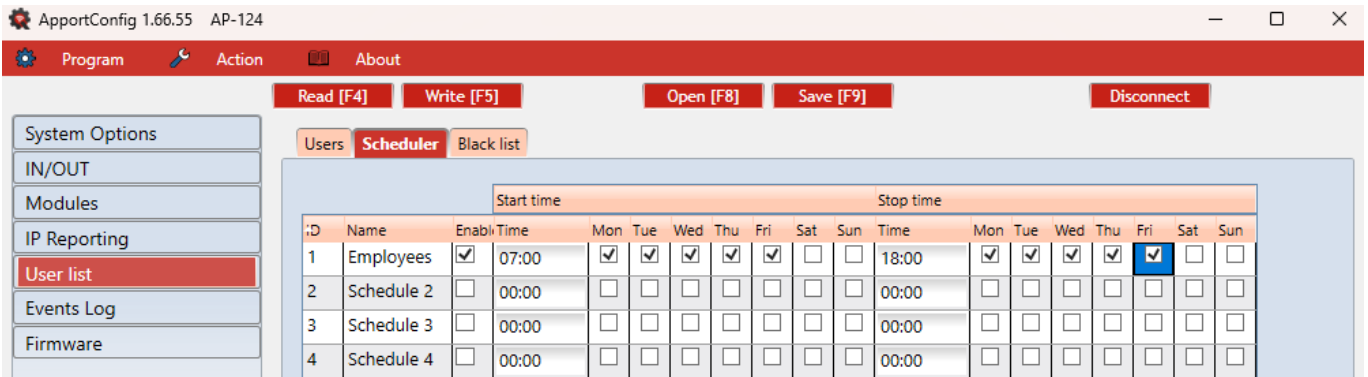 ApportConfig 1.66.55 AP-124
Program Action About
Read [F4] Write [F5] Open [F8] Save [F9] Disconnect
System Options
IN/OUT
Modules
IP Reporting
User list
Events Log
Firmware
Users Scheduler Black list
Start time Stop time
ID Name Enabl Time Mon Tue Wed Thu Fri Sat Sun Time Mon Tue Wed Thu Fri Sat Sun
1 Employees 07:00 18:00
2 Schedule 2 00:00 00:00
3 Schedule 3 00:00 00:00
4 Schedule 4 00:00 00:00